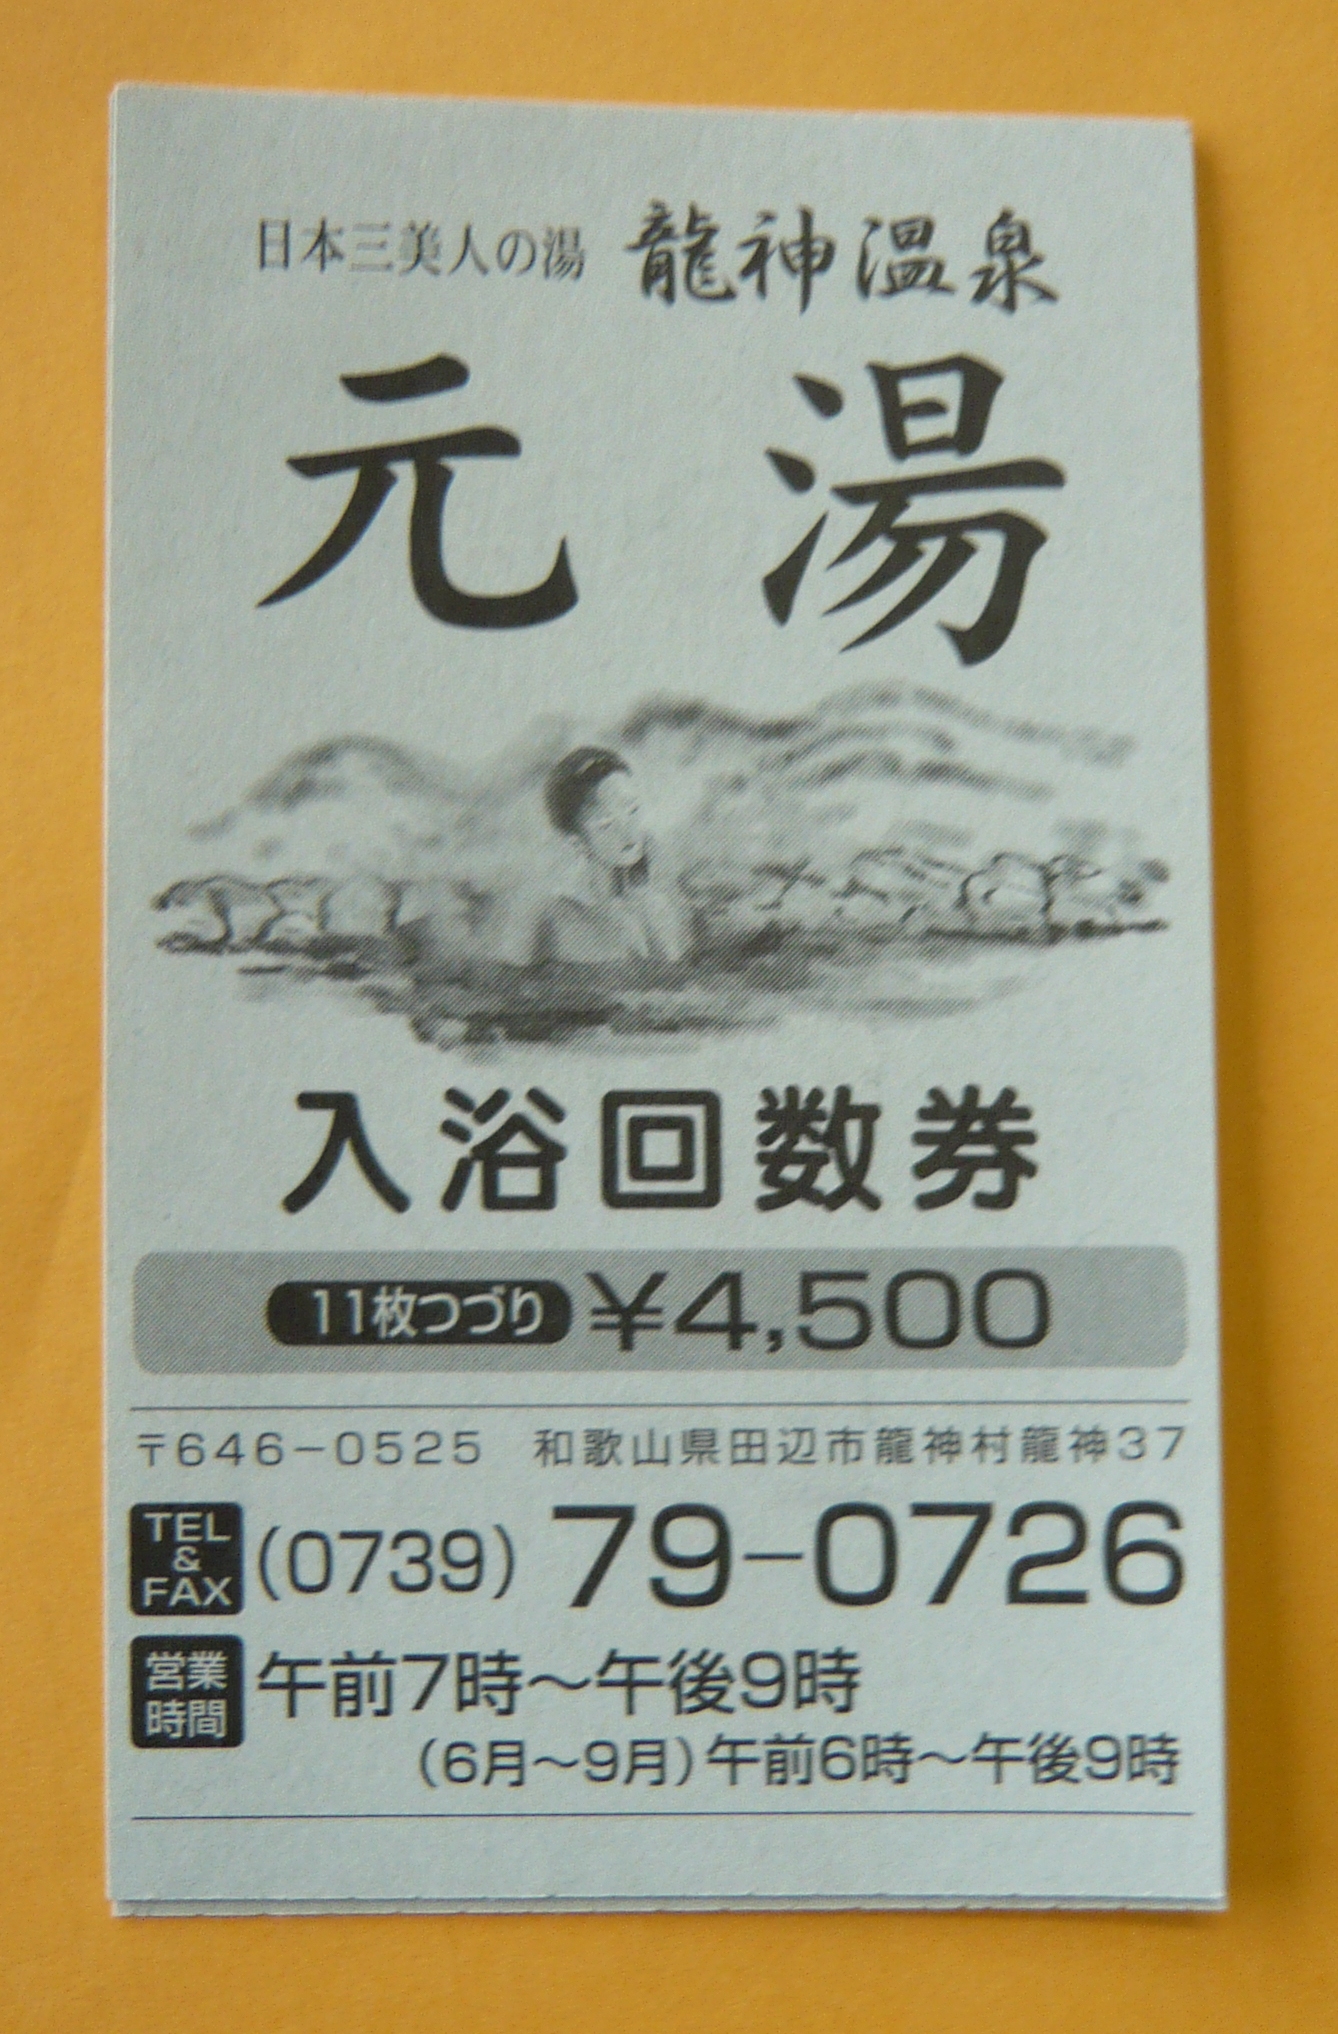 日本三美人の湯 龍神温泉
元湯
入浴回数券
11枚つづり ¥4,500
〒646-0525 和歌山県田辺市龍神村龍神37
TEL & FAX (0739) 79-0726
営業時間 午前7時～午後9時
(6月～9月)午前6時～午後9時